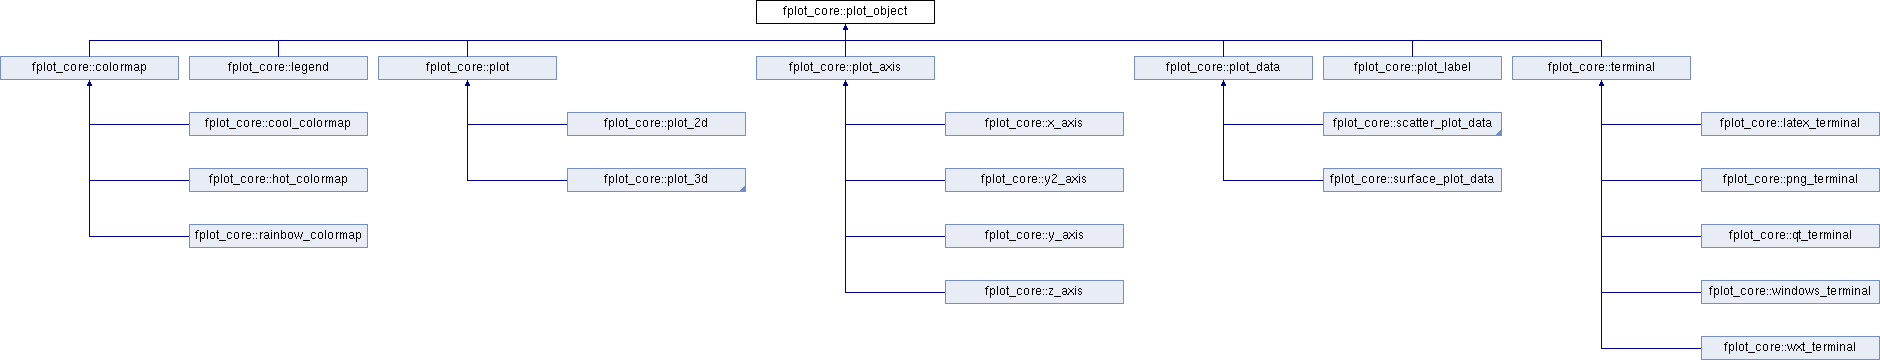 fplot_core::plot_object
fplot_core::colormap fplot_core::legend fplot_core::plot fplot_core::plot_axis fplot_core::plot_data fplot_core::plot_label fplot_core::terminal
fplot_core::cool_colormap fplot_core::plot_2d fplot_core::x_axis fplot_core::scatter_plot_data fplot_core::latex_terminal
fplot_core::hot_colormap fplot_core::plot_3d fplot_core::y2_axis fplot_core::surface_plot_data fplot_core::png_terminal
fplot_core::rainbow_colormap fplot_core::y_axis fplot_core::qt_terminal
fplot_core::z_axis fplot_core::windows_terminal
fplot_core::wxt_terminal